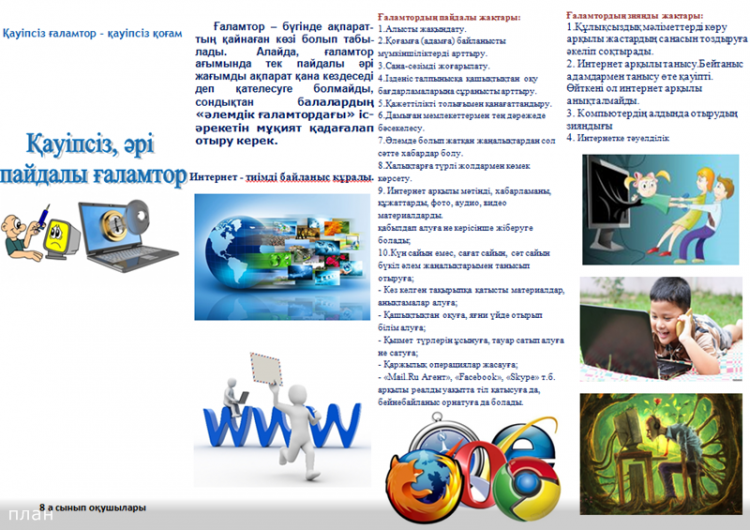 Қауіпсіз ғаламтор - қауіпсіз қоғам
Қауіпсіз, әрі
пайдалы ғаламтор
8 а сынып оқушылары
план
Ғаламтор – бүгінде ақпарат-
тың қайнаған көзі болып табы-
лады. Алайда, ғаламтор
ағымында тек пайдалы әрі
жағымды ақпарат қана кездеседі
деп қателесуге болмайды,
сондықтан балалардың
«әлемдік ғаламтордағы» іс-
әрекетін мұқият қадағалап
отыру керек.
Интернет - тиімді байланыс құралы.
www
Ғаламтордың пайдалы жақтары:
1.Алысты жақындату.
2.Қоғамға (адамға) байланысты
мүмкіншіліктерді арттыру.
3.Сана-сезімді жоғарылату.
4.Ізденіс талпынысқа қашықтықтан оқу
бағдарламаларына сұранысты арттыру.
5.Қажеттілікті толығымен қанағаттандыру.
6.Дамыған мемлекеттермен тең дәрежеде
бәсекелесу.
7.Әлемде болып жатқан жаңалықтардан сол
сәтте хабардар болу.
8.Халықтарға түрлі жолдармен көмек
көрсету.
9. Интернет арқылы мәтінді, хабарламаны,
құжаттарды, фото, аудио, видео
материалдарды.
қабылдап алуға не керісінше жіберуге
болады;
10.Күн сайын емес, сағат сайын, сәт сайын
бүкіл әлем жаңалықтарымен танысып
отыруға;
- Кез келген тақырыпқа қатысты материалдар,
анықтамалар алуға;
- Қашықтықтан оқуға, яғни үйде отырып
білім алуға;
- Қызмет түрлерін ұсынуға, тауар сатып алуға
не сатуға;
- Қаржылық операциялар жасауға;
- «Mail.Ru Агент», «Facebook», «Skype» т.б.
арқылы реалды уақытта тіл қатысуға да,
бейнебайланыс орнатуға да болады.
Ғаламтордың зиянды жақтары:
1.Құлықсыздық мәліметтерді көру
арқылы жастардың санасын тоздыруға
әкеліп соқтырады.
2. Интернет арқылы танысу.Бейтаныс
адамдармен танысу өте қауіпті.
Өйткені ол интернет арқылы
анықталмайды.
3. Компьютердің алдында отырудың
зияндығы
4. Интернетке тәуелділік